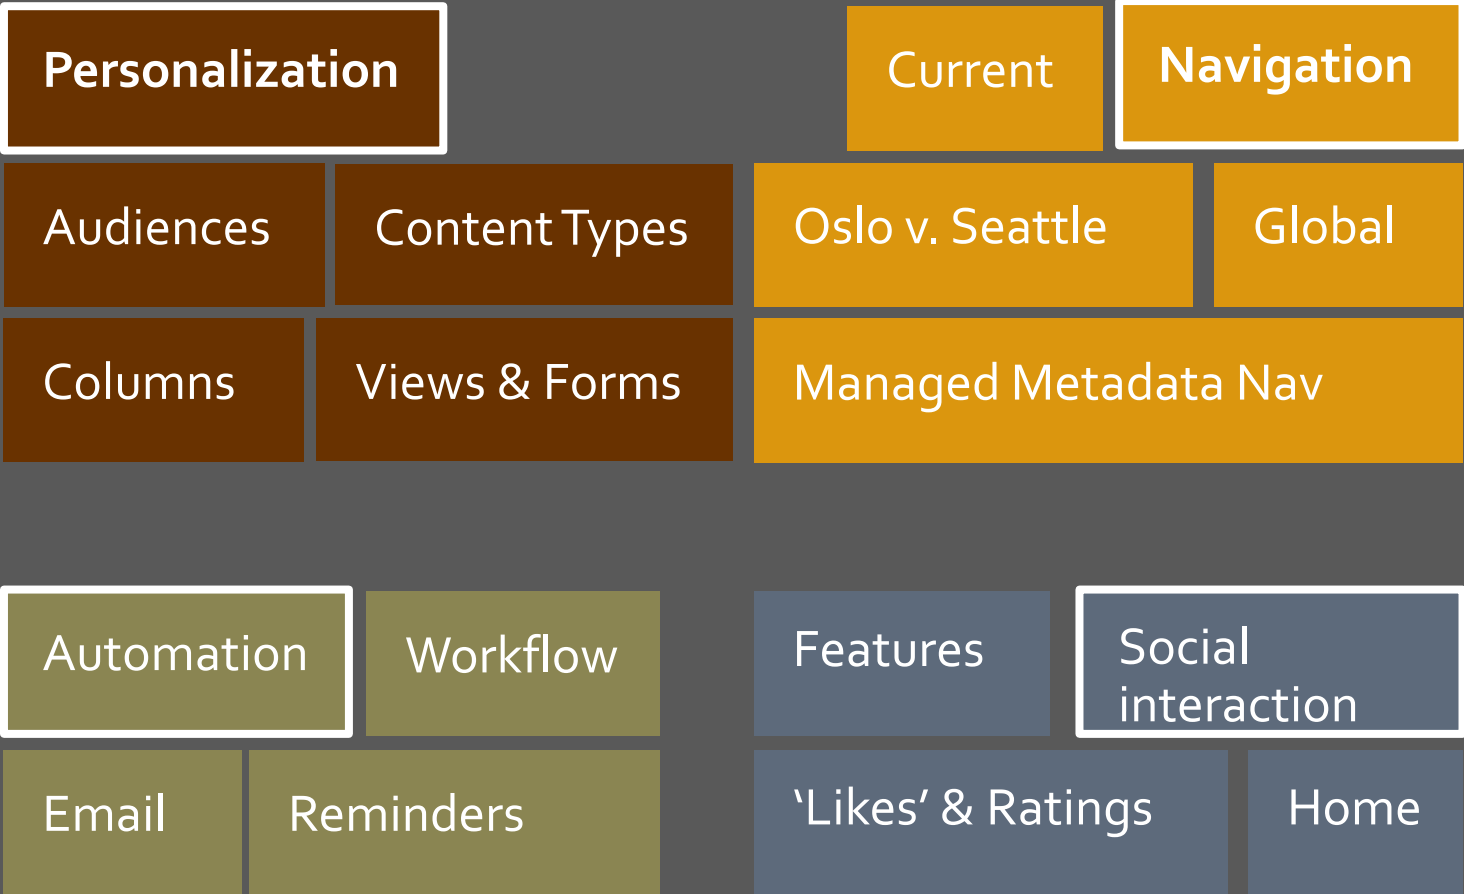 Personalization
Current
Navigation
Audiences
Content Types
Oslo v. Seattle
Global
Columns
Views & Forms
Managed Metadata Nav
Automation
Workflow
Features
Social
interaction
Email
Reminders
‘Likes’ & Ratings
Home